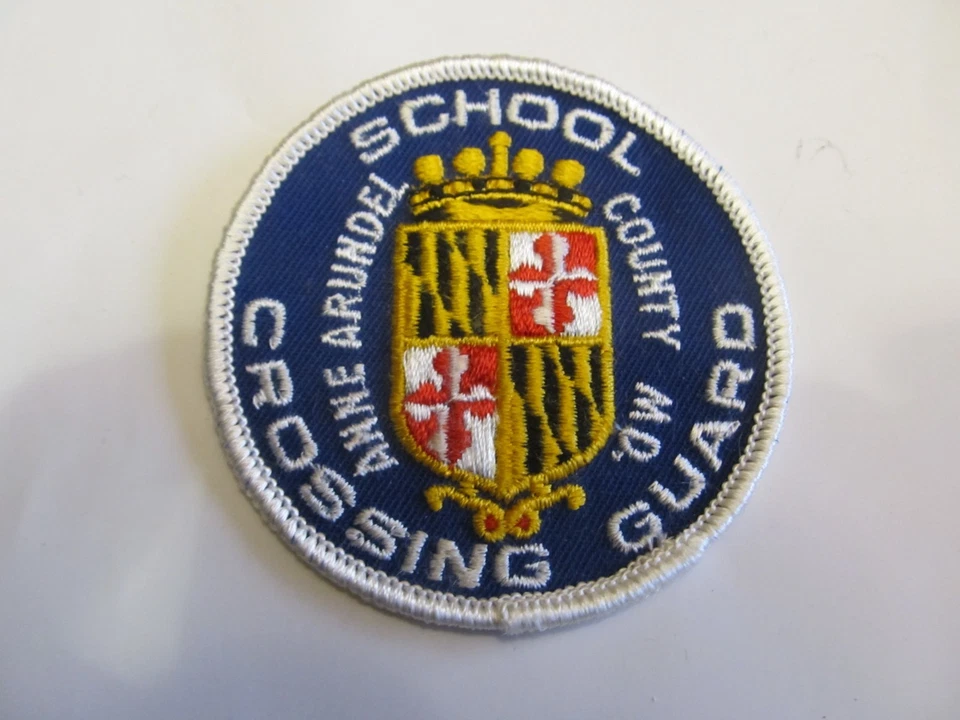 SCHOOL
ANNE ARUNDEL COUNTY MD.
CROSSING GUARD